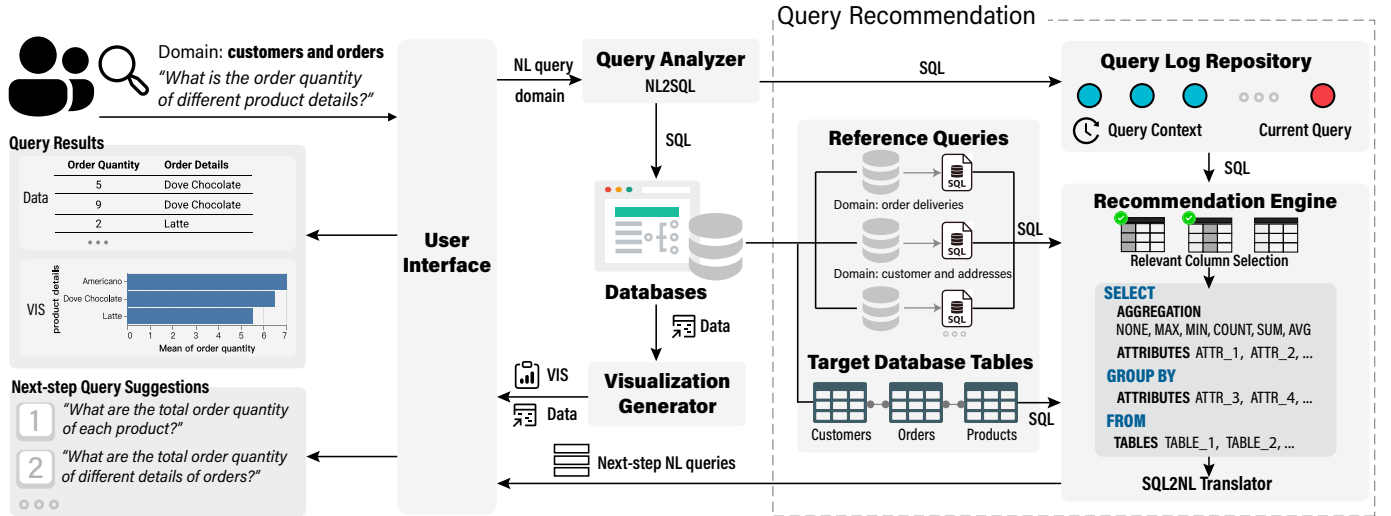 Query Recommendation
Domain: customers and orders
“What is the order quantity
of different product details?”
Query Results
Data
Order Quantity Order Details
5 Dove Chocolate
9 Dove Chocolate
2 Latte
VIS
product details
Americano
Dove Chocolate
Latte
0 1 2 3 4 5 6 7
Mean of order quantity
Next-step Query Suggestions
1
“What are the total order quantity
of each product?”
2
“What are the total order quantity
of different details of orders?”
User
Interface
NL query
domain
Query Analyzer
NL2SQL
SQL
SQL
Databases
Data
Visualization
Generator
VIS
Data
Next-step NL queries
Reference Queries
SQL
Domain: order deliveries
SQL
Domain: customer and addresses
SQL
SQL
Target Database Tables
Customers Orders Products
SQL
Query Log Repository
Query Context Current Query
SQL
Recommendation Engine
Relevant Column Selection
SELECT
AGGREGATION
NONE, MAX, MIN, COUNT, SUM, AVG
ATTRIBUTES ATTR_1, ATTR_2, ...
GROUP BY
ATTRIBUTES ATTR_3, ATTR_4, ...
FROM
TABLES TABLE_1, TABLE_2, ...
SQL2NL Translator